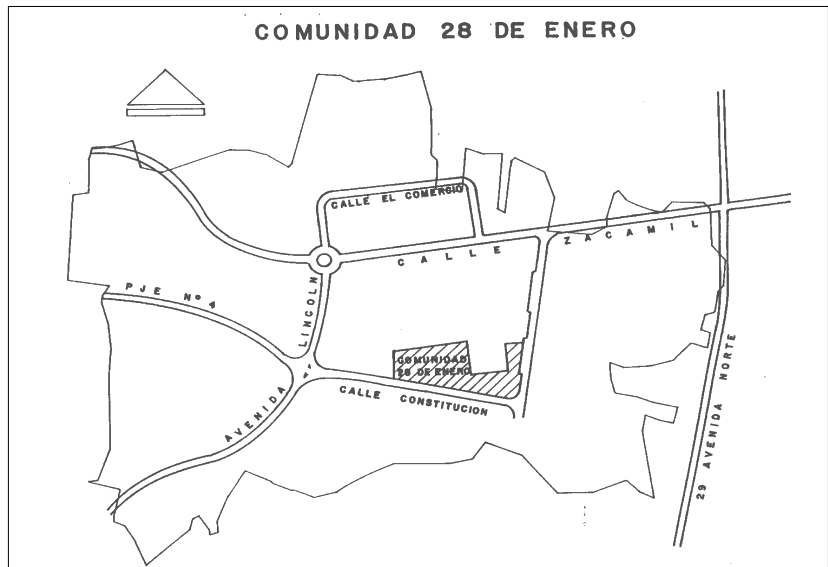 COMUNIDAD 28 DE ENERO
CALLE EL COMERCIO
CALLE ZACAMIL
PJE Nº 4
AVENIDA LINCOLN
COMUNIDAD
28 DE ENERO
CALLE CONSTITUCION
29 AVENIDA NORTE